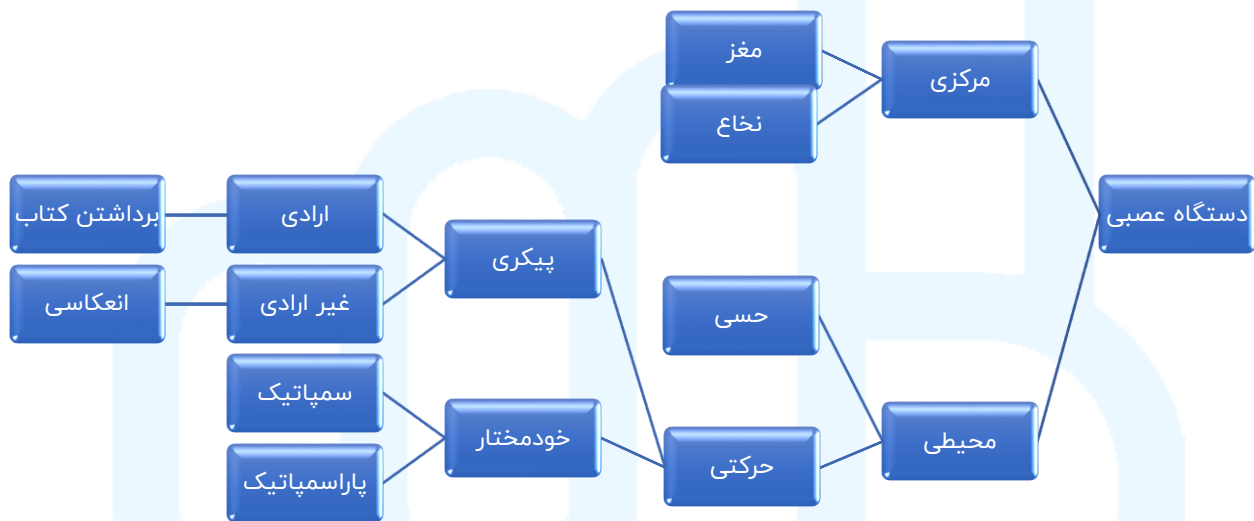 دستگاه عصبی
مرکزی
مغز
نخاع
محیطی
حسی
حرکتی
پیکری
ارادی
برداشتن کتاب
غیر ارادی
انعکاسی
خودمختار
سمپاتیک
پاراسمپاتیک